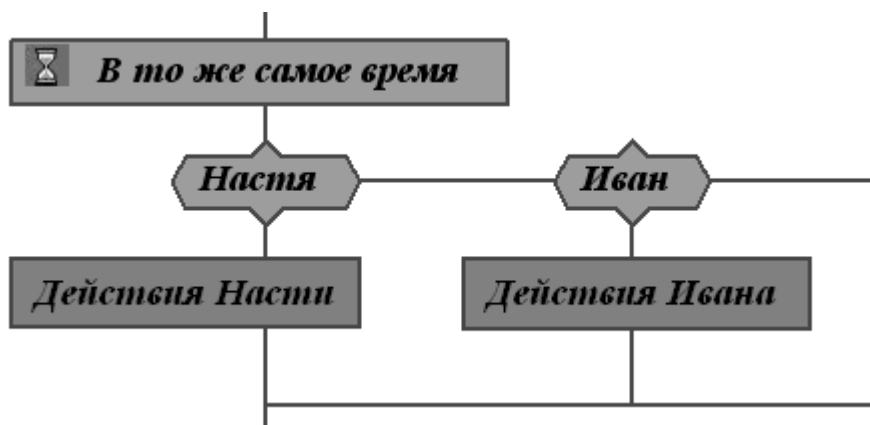 В то же самое время
Настя
Иван
Действия Насти
Действия Ивана